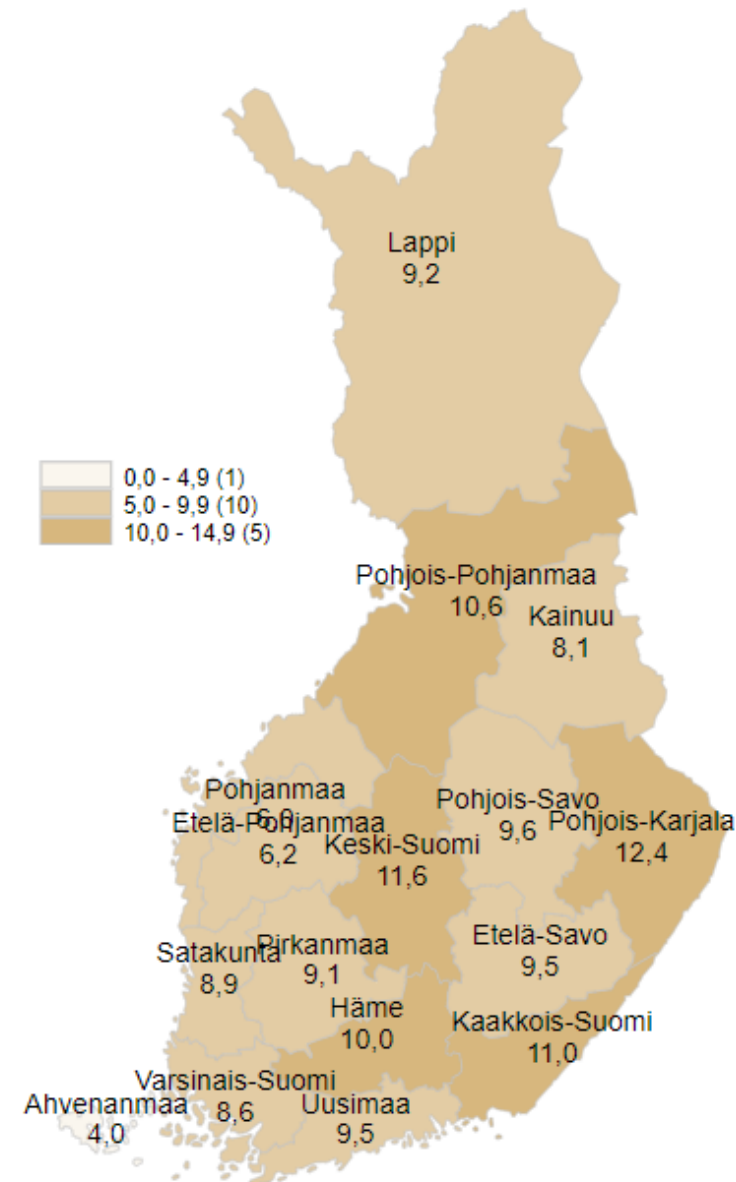 Lappi
9,2
0,0 - 4,9 (1)
5,0 - 9,9 (10)
10,0 - 14,9 (5)
Pohjois-Pohjanmaa
10,6
Kainuu
8,1
Pohjanmaa
6,0
Etelä-Pohjanmaa
6,2
Keski-Suomi
11,6
Pohjois-Savo
9,6
Pohjois-Karjala
12,4
Satakunta
8,9
Pirkanmaa
9,1
Etelä-Savo
9,5
Häme
10,0
Kaakkois-Suomi
11,0
Varsinais-Suomi
8,6
Ahvenanmaa
4,0
Uusimaa
9,5